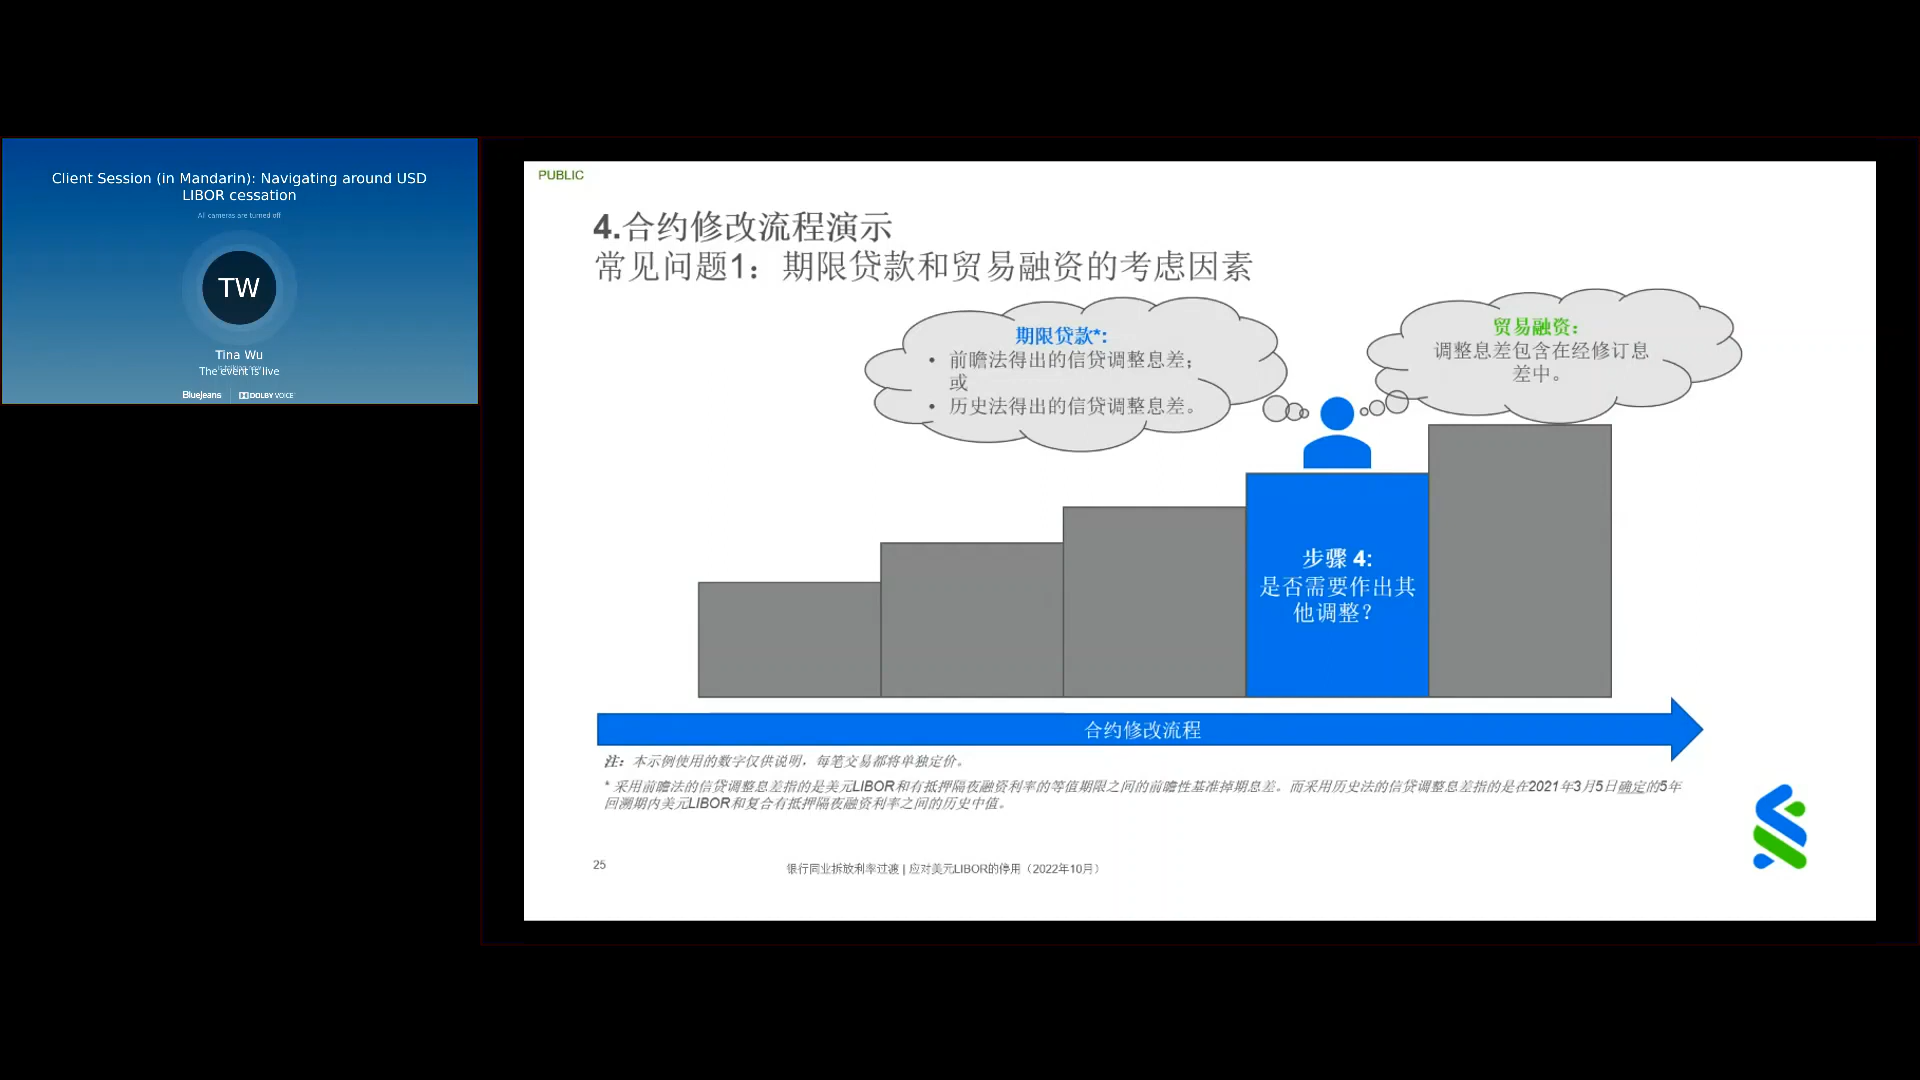 Client Session (in Mandarin): Navigating around USD
LIBOR cessation
All cameras are turned off
TW
Tina Wu
The event is live
BlueJeans
DOLBY VOICE
PUBLIC
4.合约修改流程演示
常见问题1：期限贷款和贸易融资的考虑因素
期限贷款*:
• 前瞻法得出的信贷调整息差；
或
• 历史法得出的信贷调整息差。
贸易融资：
调整息差包含在经修订息
差中。
步骤 4:
是否需要作出其
他调整？
合约修改流程
注：本示例使用的数字仅供说明，每笔交易都将单独定价。
* 采用前瞻法的信贷调整息差指的是美元LIBOR和有抵押隔夜融资利率的等值期限之间的前瞻性基准掉期息差。而采用历史法的信贷调整息差指的是在2021年3月5日确定的5年
回溯期内美元LIBOR和复合有抵押隔夜融资利率之间的历史中值。
25
银行同业拆放利率过渡 | 应对美元LIBOR的停用（2022年10月）